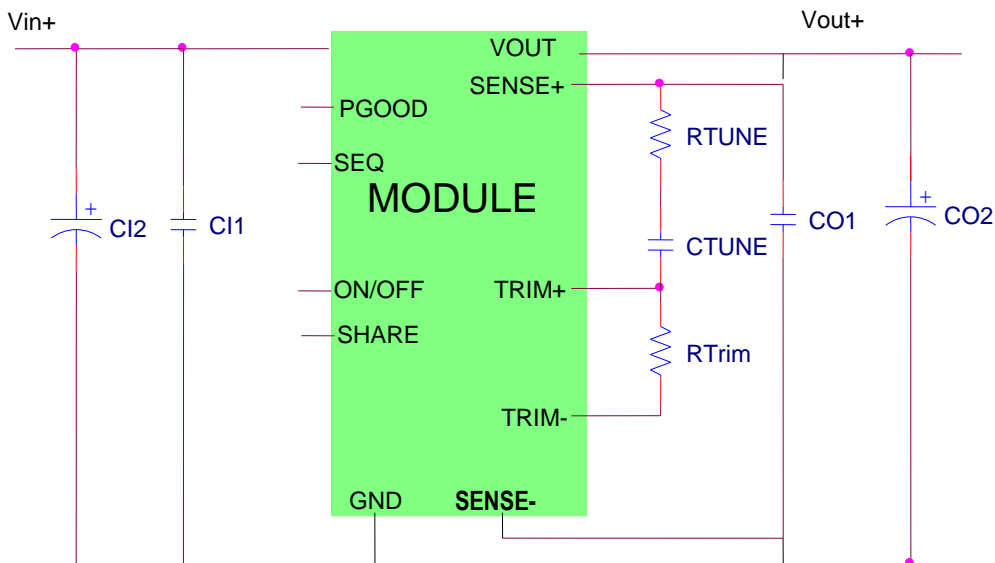 Vin+
Vout+
VOUT
SENSE+
PGOOD
RTUNE
SEQ
MODULE
+
CI2
CI1
+
CO1
CO2
CTUNE
ON/OFF
TRIM+
SHARE
RTrim
TRIM-
GND
SENSE-